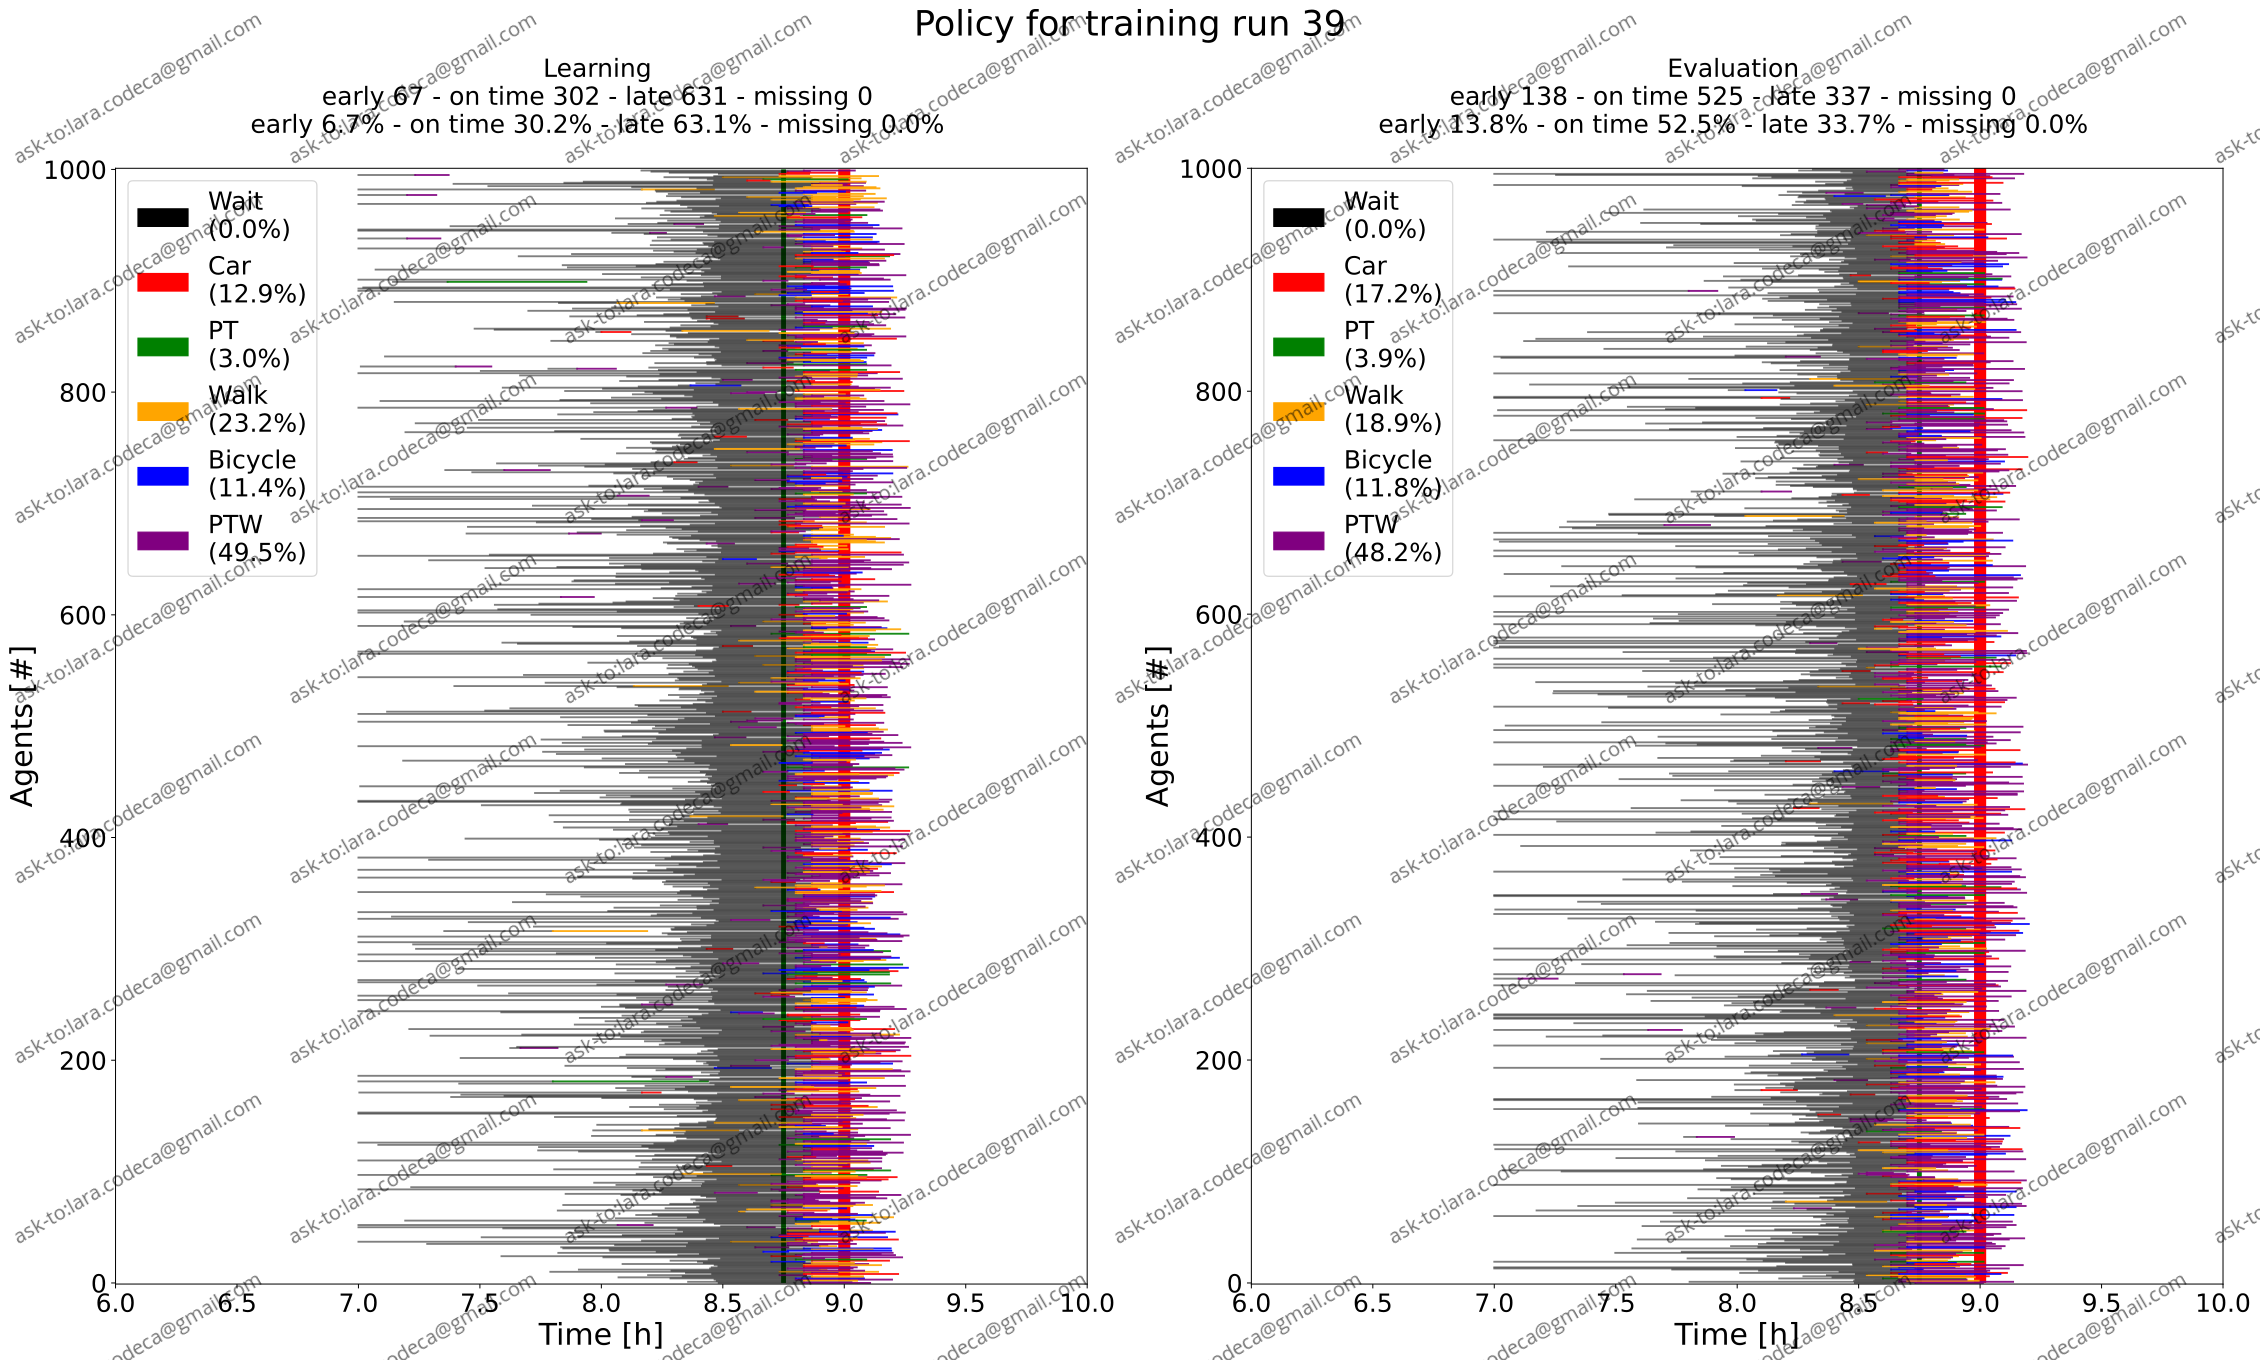 Policy for training run 39
Learning
early 67 - on time 302 - late 631 - missing 0
early 6.7% - on time 30.2% - late 63.1% - missing 0.0%
Agents [#]
1000
800
600
400
200
0
Wait
(0.0%)
Car
(12.9%)
PT
(3.0%)
Walk
(23.2%)
Bicycle
(11.4%)
PTW
(49.5%)
6.0 6.5 7.0 7.5 8.0 8.5 9.0 9.5 10.0
Time [h]
Evaluation
early 138 - on time 525 - late 337 - missing 0
early 13.8% - on time 52.5% - late 33.7% - missing 0.0%
Agents [#]
1000
800
600
400
200
0
Wait
(0.0%)
Car
(17.2%)
PT
(3.9%)
Walk
(18.9%)
Bicycle
(11.8%)
PTW
(48.2%)
6.0 6.5 7.0 7.5 8.0 8.5 9.0 9.5 10.0
Time [h]
ask-to:lara.codeca@gmail.com